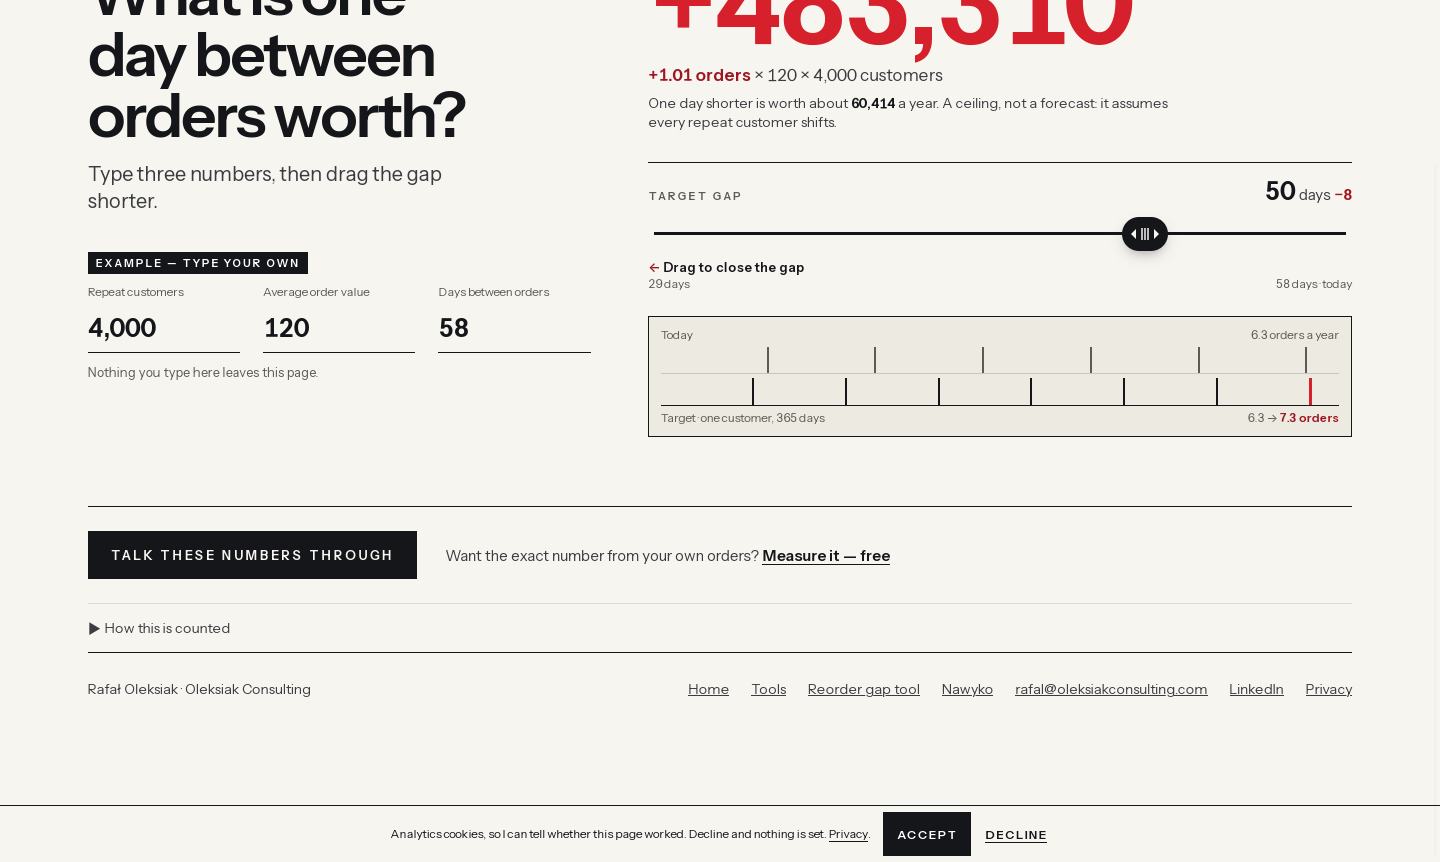 What is one
day between
orders worth?
Type three numbers, then drag the gap
shorter.
EXAMPLE — TYPE YOUR OWN
Repeat customers
4,000
Average order value
120
Days between orders
58
Nothing you type here leaves this page.
+483,310
+1.01 orders × 120 × 4,000 customers
One day shorter is worth about 60,414 a year. A ceiling, not a forecast: it assumes
every repeat customer shifts.
TARGET GAP
50 days −8
← Drag to close the gap
29 days
58 days · today
Today
6.3 orders a year
Target · one customer, 365 days
6.3 → 7.3 orders
TALK THESE NUMBERS THROUGH
Want the exact number from your own orders? Measure it — free
▶ How this is counted
Rafał Oleksiak · Oleksiak Consulting
Home Tools Reorder gap tool Nawyko rafal@oleksiakconsulting.com LinkedIn Privacy
Analytics cookies, so I can tell whether this page worked. Decline and nothing is set. Privacy.
ACCEPT
DECLINE